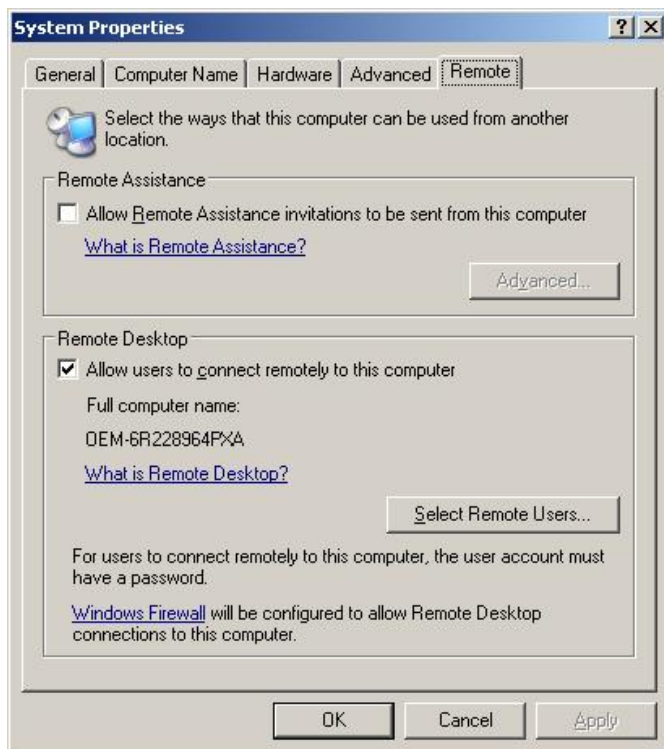 System Properties
General
Computer Name
Hardware
Advanced
Remote
Select the ways that this computer can be used from another
location.
Remote Assistance
Allow Remote Assistance invitations to be sent from this computer
What is Remote Assistance?
Advanced...
Remote Desktop
Allow users to connect remotely to this computer
Full computer name:
OEM-6R228964PXA
What is Remote Desktop?
Select Remote Users...
For users to connect remotely to this computer, the user account must
have a password.
Windows Firewall will be configured to allow Remote Desktop
connections to this computer.
OK
Cancel
Apply